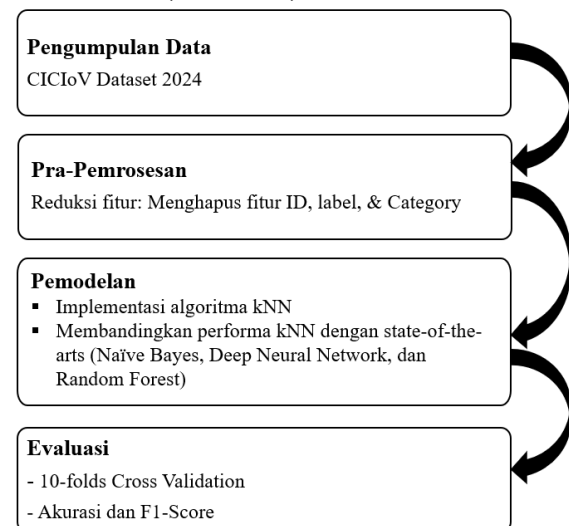 Pengumpulan Data
CICIoV Dataset 2024
Pra-Pemrosesan
Reduksi fitur: Menghapus fitur ID, label, & Category
Pemodelan
▪ Implementasi algoritma kNN
▪ Membandingkan performa kNN dengan state-of-the-
arts (Naïve Bayes, Deep Neural Network, dan
Random Forest)
Evaluasi
- 10-folds Cross Validation
- Akurasi dan F1-Score